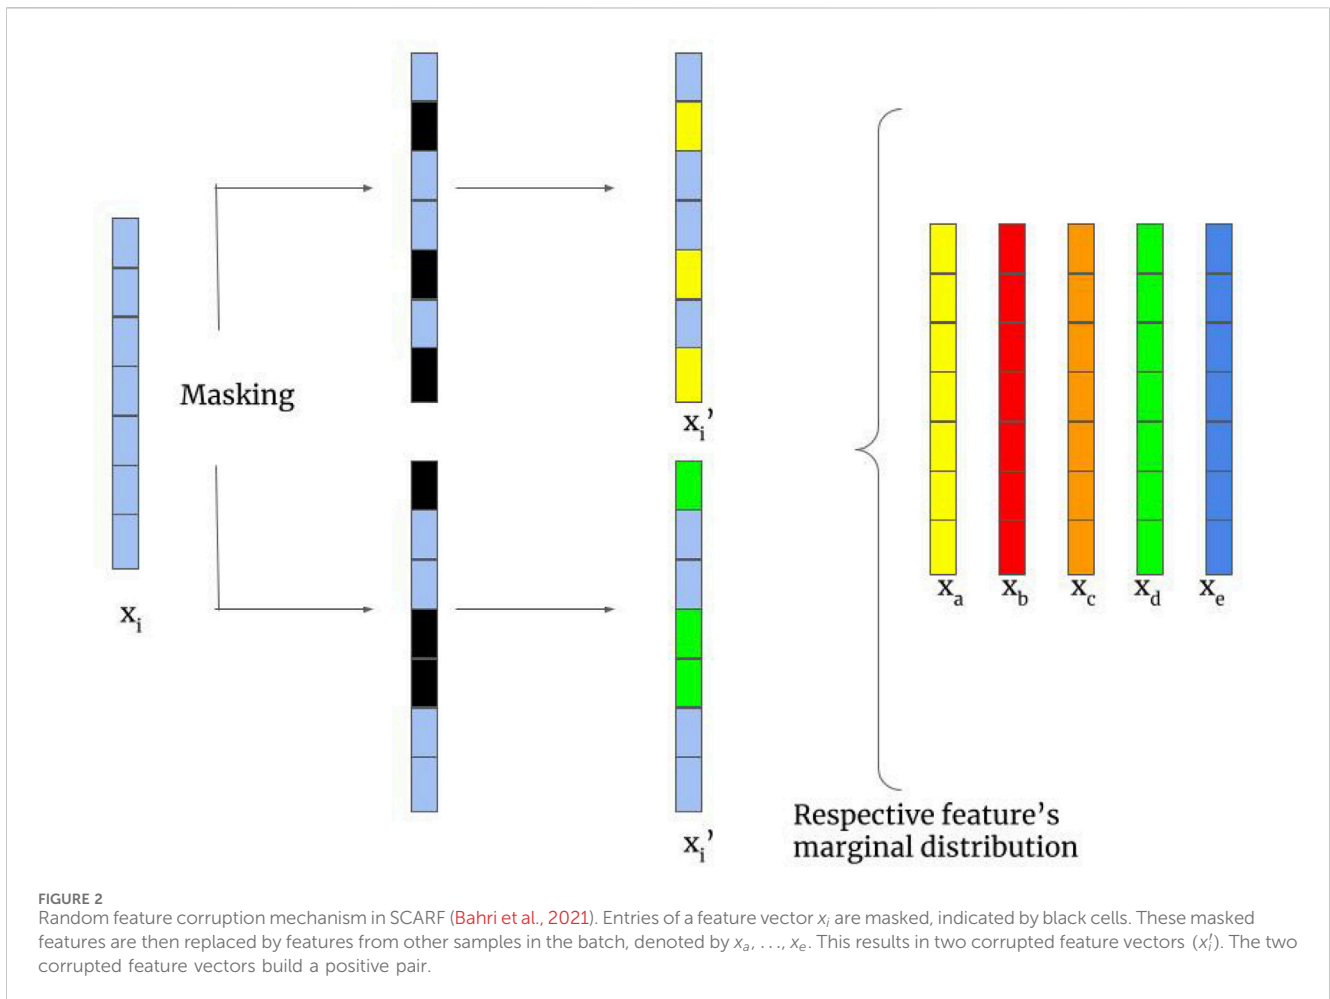 Masking
xᵢ
xᵢ’
xᵢ’
xₐ x_b x_c x_d xₑ
Respective feature’s
marginal distribution
FIGURE 2
Random feature corruption mechanism in SCARF (Bahri et al., 2021). Entries of a feature vector xᵢ are masked, indicated by black cells. These masked
features are then replaced by features from other samples in the batch, denoted by xₐ, . . ., xₑ. This results in two corrupted feature vectors (xᵢ′). The two
corrupted feature vectors build a positive pair.